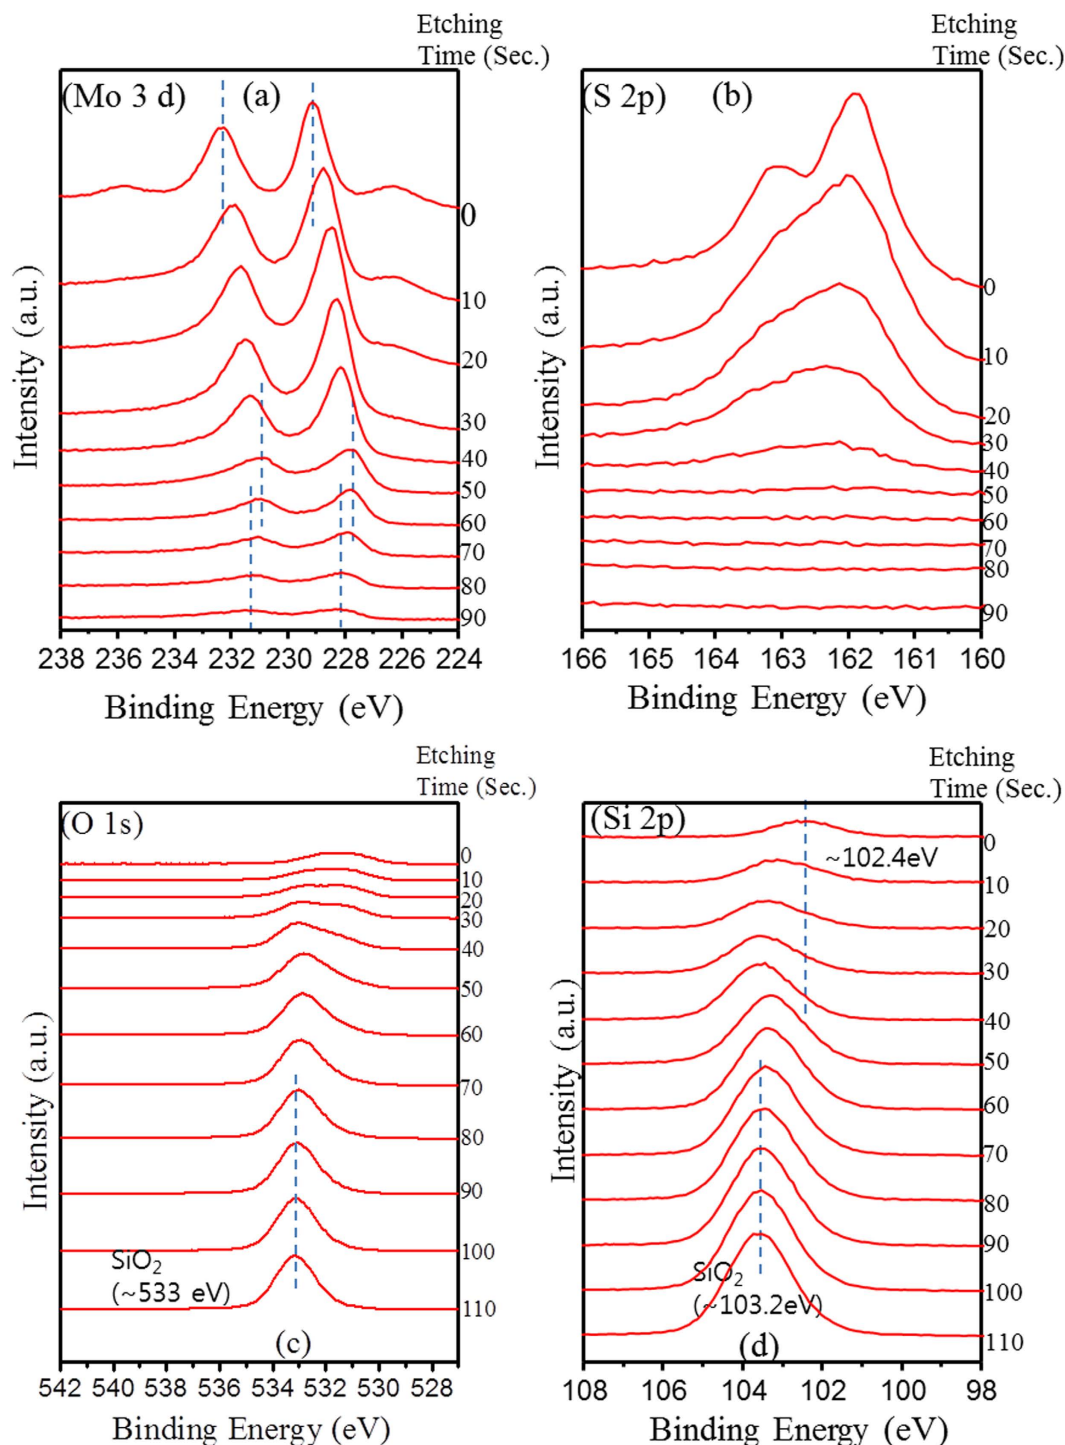 Etching
Time (Sec.)
(Mo 3 d)
(a)
0
10
20
30
40
50
60
70
80
90
Intensity (a.u.)
238 236 234 232 230 228 226 224
Binding Energy (eV)
Etching
Time (Sec.)
(S 2p)
(b)
0
10
20
30
40
50
60
70
80
90
Intensity (a.u.)
166 165 164 163 162 161 160
Binding Energy (eV)
Etching
Time (Sec.)
(O 1s)
0
10
20
30
40
50
60
70
80
90
100
110
Intensity (a.u.)
SiO2
(~533 eV)
(c)
542 540 538 536 534 532 530 528
Binding Energy (eV)
Etching
Time (Sec.)
(Si 2p)
~102.4eV
0
10
20
30
40
50
60
70
80
90
100
110
Intensity (a.u.)
SiO2
(~103.2eV)
(d)
108 106 104 102 100 98
Binding Energy (eV)